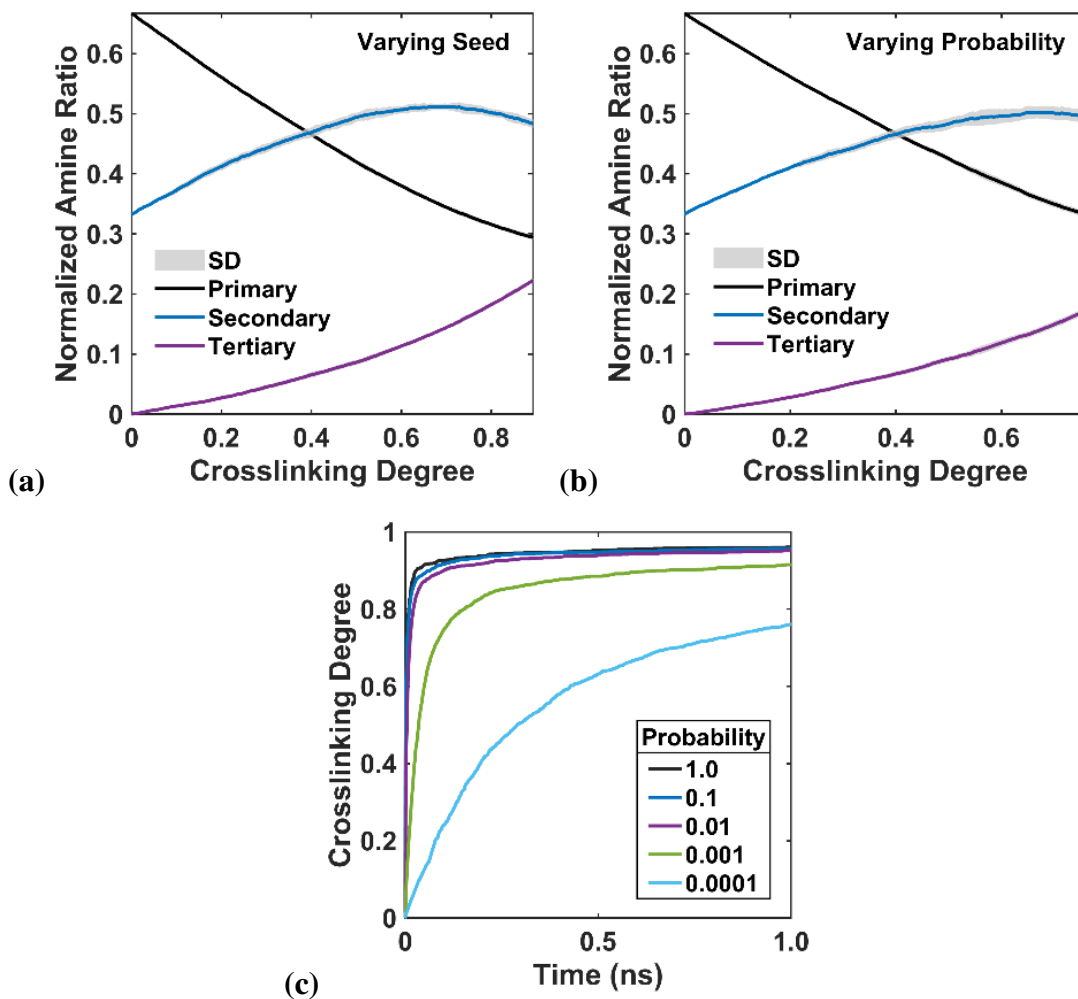 Varying Seed
Normalized Amine Ratio
0.6
0.5
0.4
0.3
0.2
0.1
0
SD
Primary
Secondary
Tertiary
0 0.2 0.4 0.6 0.8
Crosslinking Degree
(a)
Varying Probability
Normalized Amine Ratio
0.6
0.5
0.4
0.3
0.2
0.1
0
SD
Primary
Secondary
Tertiary
0 0.2 0.4 0.6
Crosslinking Degree
(b)
Crosslinking Degree
1
0.8
0.6
0.4
0.2
0
Probability
1.0
0.1
0.01
0.001
0.0001
0 0.5 1.0
Time (ns)
(c)